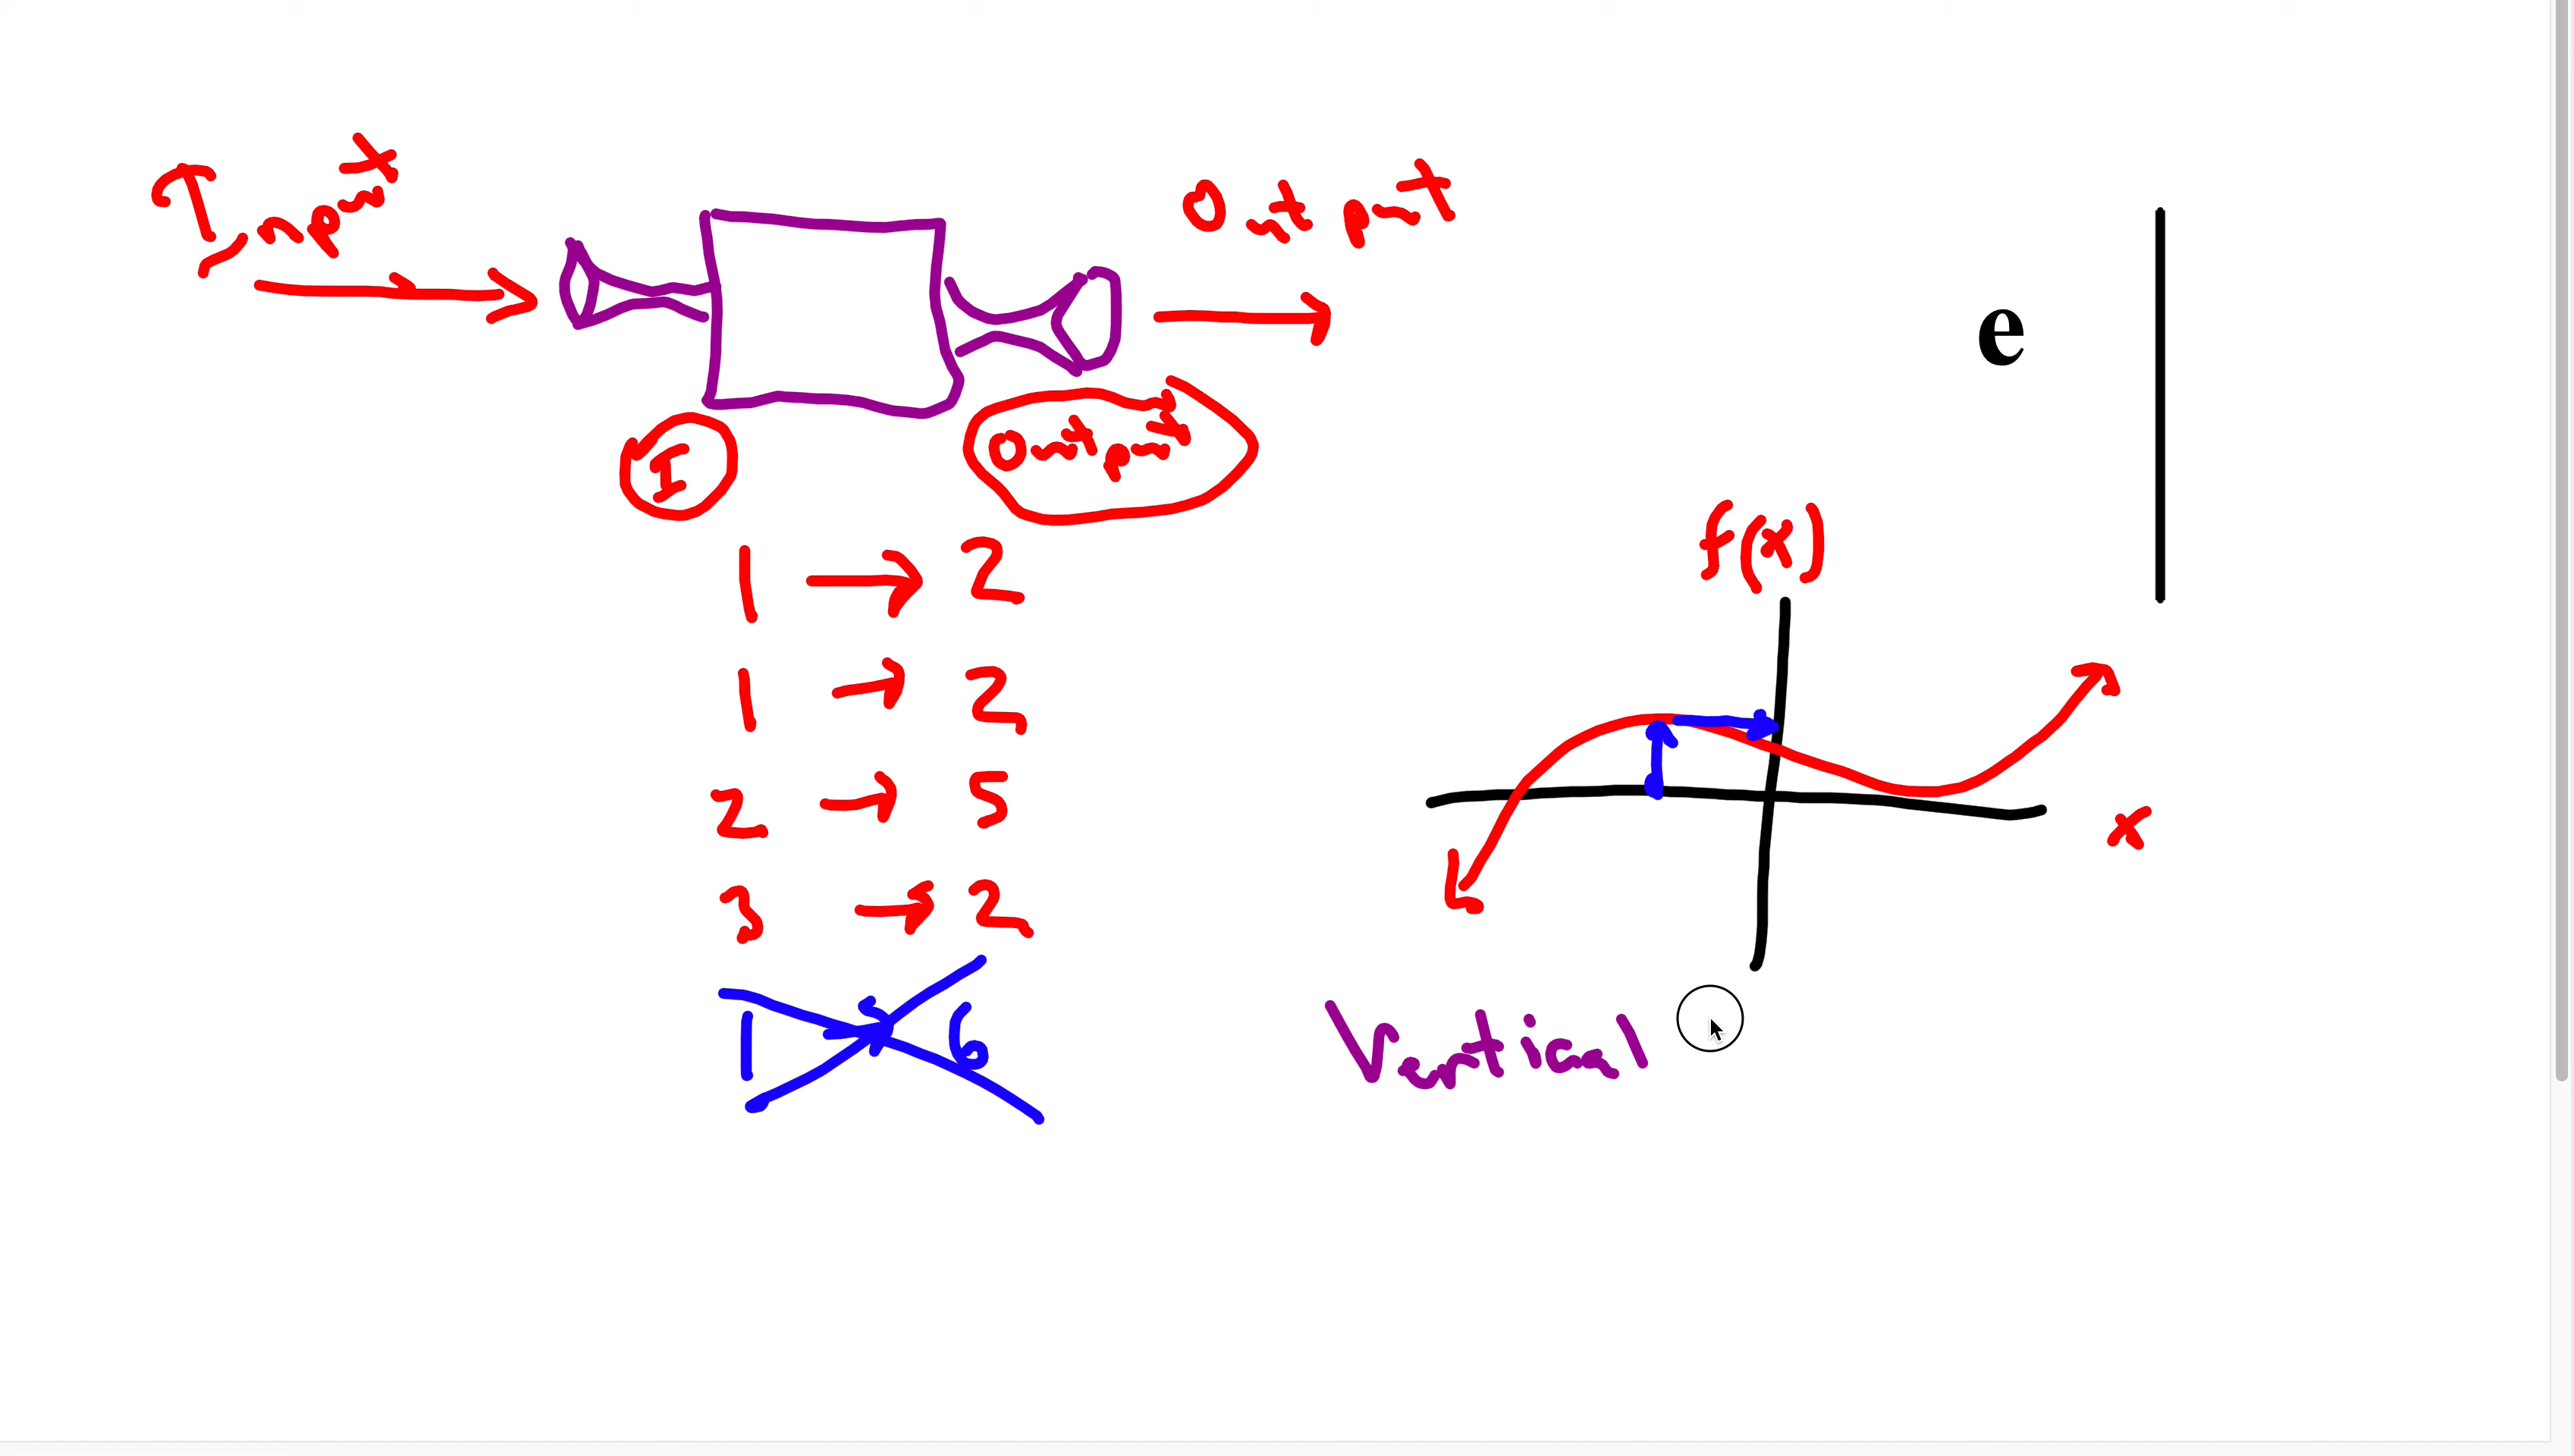 Input
Output
e
I
Output
1 → 2
1 → 2
2 → 5
3 → 2
1 → 6
f(x)
x
Vertical